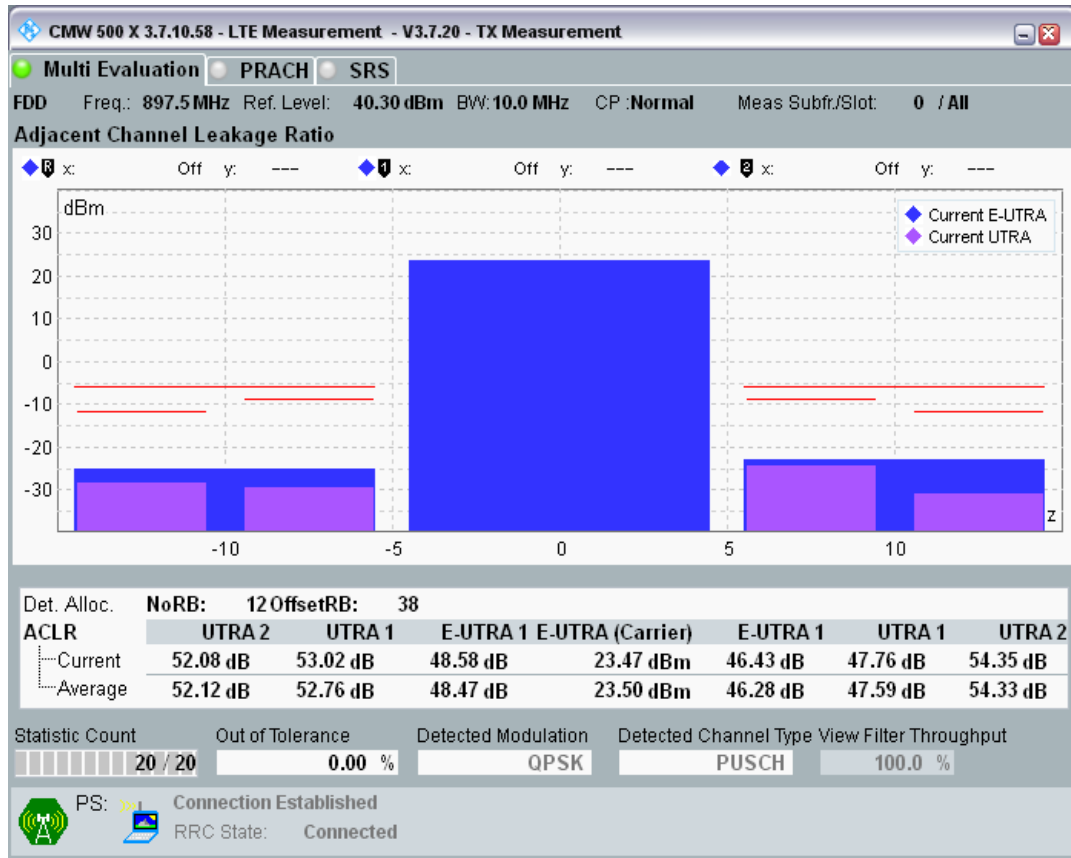 CMW 500 X 3.7.10.58 - LTE Measurement - V3.7.20 - TX Measurement
Multi Evaluation PRACH SRS
FDD Freq.: 897.5 MHz Ref. Level: 40.30 dBm BW: 10.0 MHz CP :Normal Meas Subfr./Slot: 0 / All
Adjacent Channel Leakage Ratio
R x: Off y: --- 1 x: Off y: --- 2 x: Off y: ---
dBm
Current E-UTRA
Current UTRA
30
20
10
0
-10
-20
-30
z
-10 -5 0 5 10
Det. Alloc. NoRB: 12 OffsetRB: 38
ACLR UTRA 2 UTRA 1 E-UTRA 1 E-UTRA (Carrier) E-UTRA 1 UTRA 1 UTRA 2
Current 52.08 dB 53.02 dB 48.58 dB 23.47 dBm 46.43 dB 47.76 dB 54.35 dB
Average 52.12 dB 52.76 dB 48.47 dB 23.50 dBm 46.28 dB 47.59 dB 54.33 dB
Statistic Count Out of Tolerance Detected Modulation Detected Channel Type View Filter Throughput
20 / 20 0.00 % QPSK PUSCH 100.0 %
PS: Connection Established
RRC State: Connected